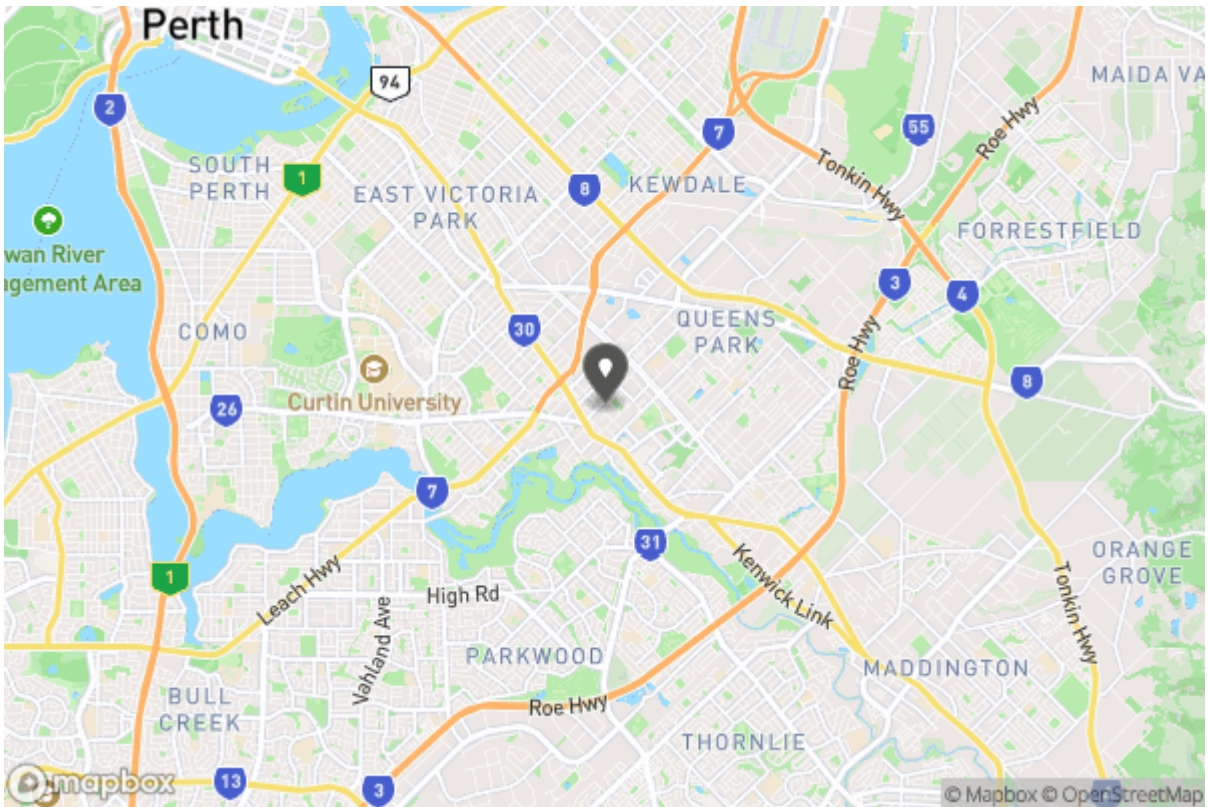 Perth
94
2
MAIDA VA
7
55
Roe Hwy
SOUTH
PERTH
1
EAST VICTORIA
PARK
8
KEWDALE
Tonkin Hwy
FORRESTFIELD
wan River
agement Area
3
4
COMO
30
QUEENS
PARK
Roe Hwy
8
Curtin University
26
7
31
ORANGE
GROVE
1
Leach Hwy
High Rd
Kenwick Link
Tonkin Hwy
Vahland Ave
PARKWOOD
MADDINGTON
BULL
CREEK
Roe Hwy
THORNLIE
13
3
mapbox
© Mapbox © OpenStreetMap